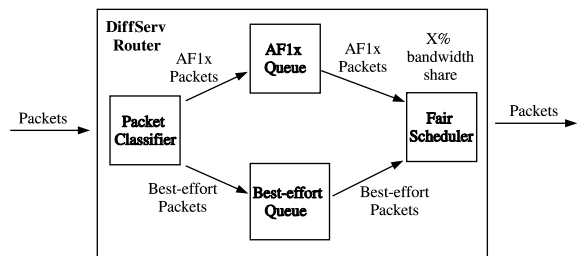 DiffServ
Router
AF1x
Packets
AF1x
Queue
AF1x
Packets
X%
bandwidth
share
Packets
Packet
Classifier
Fair
Scheduler
Packets
Best-effort
Packets
Best-effort
Queue
Best-effort
Packets